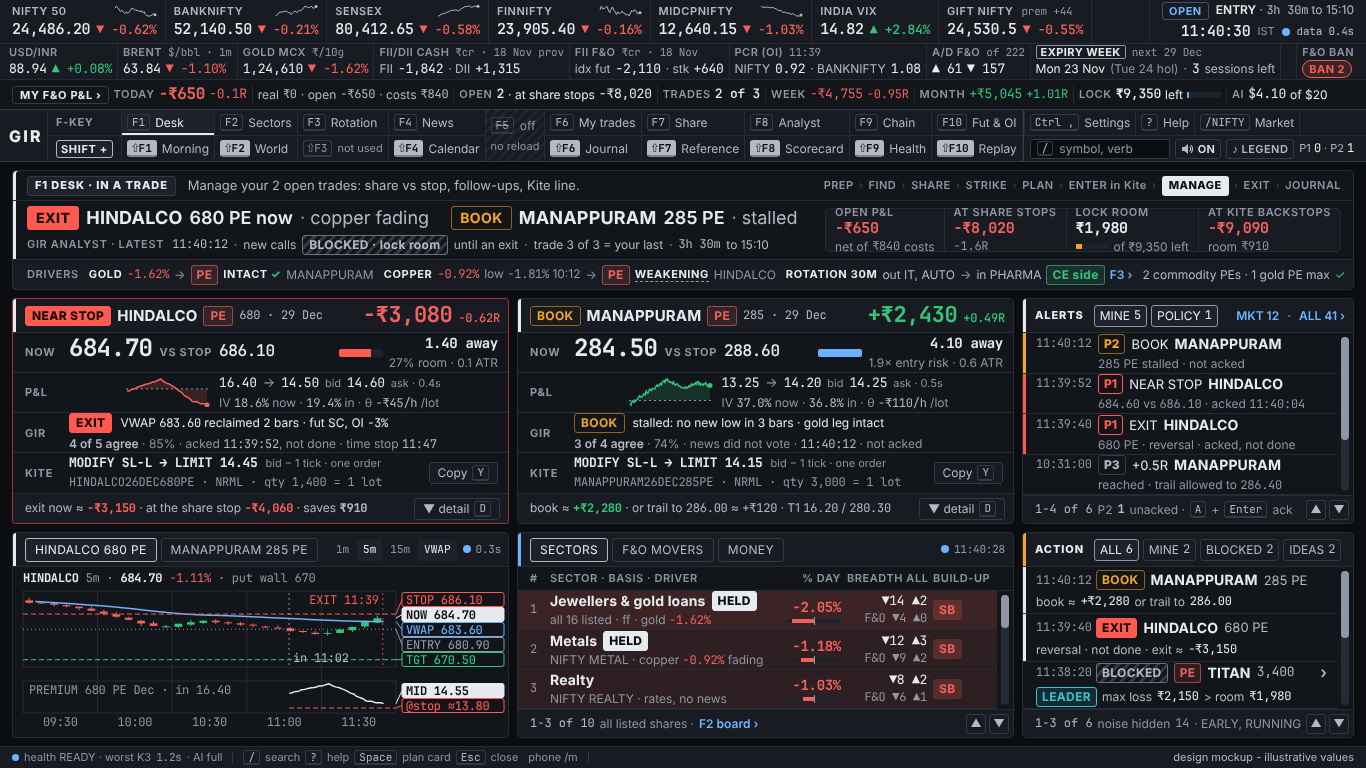 NIFTY 50 BANKNIFTY SENSEX FINNIFTY MIDCPNIFTY INDIA VIX GIFT NIFTY prem +44 OPEN ENTRY · 3h 30m to 15:10
24,486.20 ▼ -0.62% 52,140.50 ▼ -0.21% 80,412.65 ▼ -0.58% 23,905.40 ▼ -0.16% 12,640.15 ▼ -1.03% 14.82 ▲ +2.84% 24,530.5 ▼ -0.55% 11:40:30 IST ● data 0.4s
USD/INR BRENT $/bbl · 1m GOLD MCX ₹/10g FII/DII CASH ₹cr · 18 Nov prov FII F&O ₹cr · 18 Nov PCR (OI) 11:39 A/D F&O of 222 EXPIRY WEEK next 29 Dec F&O BAN
88.94 ▲ +0.08% 63.84 ▼ -1.10% 1,24,610 ▼ -1.62% FII -1,842 · DII +1,315 idx fut -2,110 · stk +640 NIFTY 0.92 · BANKNIFTY 1.08 ▲ 61 ▼ 157 Mon 23 Nov (Tue 24 hol) · 3 sessions left BAN 2
MY F&O P&L › TODAY -₹650 -0.1R real ₹0 · open -₹650 · costs ₹840 OPEN 2 · at share stops -₹8,020 TRADES 2 of 3 WEEK -₹4,755 -0.95R MONTH +₹5,045 +1.01R LOCK ₹9,350 left AI $4.10 of $20
GIR F-KEY F1 Desk F2 Sectors F3 Rotation F4 News F5 off F6 My trades F7 Share F8 Analyst F9 Chain F10 Fut & OI Ctrl , Settings ? Help /NIFTY Market
SHIFT + ⇧F1 Morning ⇧F2 World ⇧F3 not used ⇧F4 Calendar no reload ⇧F6 Journal ⇧F7 Reference ⇧F8 Scorecard ⇧F9 Health ⇧F10 Replay / symbol, verb ON ♪ LEGEND P1 0 · P2 1
F1 DESK · IN A TRADE Manage your 2 open trades: share vs stop, follow-ups, Kite line. PREP › FIND › SHARE › STRIKE › PLAN › ENTER in Kite › MANAGE › EXIT › JOURNAL
EXIT HINDALCO 680 PE now · copper fading BOOK MANAPPURAM 285 PE · stalled
OPEN P&L AT SHARE STOPS LOCK ROOM AT KITE BACKSTOPS
-₹650 -₹8,020 ₹1,980 -₹9,090
net of ₹840 costs -1.6R of ₹9,350 left room ₹910
GIR ANALYST · LATEST 11:40:12 · new calls BLOCKED · lock room until an exit · trade 3 of 3 = your last · 3h 30m to 15:10
DRIVERS GOLD -1.62% → PE INTACT ✓ MANAPPURAM COPPER -0.92% low -1.81% 10:12 → PE WEAKENING HINDALCO ROTATION 30M out IT, AUTO → in PHARMA CE side F3 › 2 commodity PEs · 1 gold PE max ✓
NEAR STOP HINDALCO PE 680 · 29 Dec -₹3,080 -0.62R
NOW 684.70 VS STOP 686.10 1.40 away
27% room · 0.1 ATR
P&L 16.40 → 14.50 bid 14.60 ask · 0.4s
IV 18.6% now · 19.4% in · θ -₹45/h /lot
GIR EXIT VWAP 683.60 reclaimed 2 bars · fut SC, OI -3%
4 of 5 agree · 85% · acked 11:39:52, not done · time stop 11:47
KITE MODIFY SL-L → LIMIT 14.45 bid − 1 tick · one order
HINDALCO26DEC680PE · NRML · qty 1,400 = 1 lot Copy Y
exit now ≈ -₹3,150 · at the share stop -₹4,060 · saves ₹910 ▼ detail D
BOOK MANAPPURAM PE 285 · 29 Dec +₹2,430 +0.49R
NOW 284.50 VS STOP 288.60 4.10 away
1.9× entry risk · 0.6 ATR
P&L 13.25 → 14.20 bid 14.25 ask · 0.5s
IV 37.0% now · 36.8% in · θ -₹110/h /lot
GIR BOOK stalled: no new low in 3 bars · gold leg intact
3 of 4 agree · 74% · news did not vote · 11:40:12 · not acked
KITE MODIFY SL-L → LIMIT 14.15 bid − 1 tick · one order
MANAPPURAM26DEC285PE · NRML · qty 3,000 = 1 lot Copy Y
book ≈ +₹2,280 · or trail to 286.00 ≈ +₹120 · T1 16.20 / 280.30 ▼ detail D
ALERTS MINE 5 POLICY 1 MKT 12 · ALL 41 ›
11:40:12 P2 BOOK MANAPPURAM
285 PE stalled · not acked
11:39:52 P1 NEAR STOP HINDALCO
684.60 vs 686.10 · acked 11:40:04
11:39:40 P1 EXIT HINDALCO
680 PE · reversal · acked, not done
10:31:00 P3 +0.5R MANAPPURAM
reached · trail allowed to 286.40
1-4 of 6 P2 1 unacked · A + Enter ack ▲ ▼
HINDALCO 680 PE MANAPPURAM 285 PE 1m 5m 15m VWAP ● 0.3s
HINDALCO 5m · 684.70 -1.11% · put wall 670
EXIT 11:39 STOP 686.10
NOW 684.70
VWAP 683.60
ENTRY 680.90
in 11:02 TGT 670.50
PREMIUM 680 PE Dec · in 16.40 MID 14.55
@stop ≈13.80
09:30 10:00 10:30 11:00 11:30
SECTORS F&O MOVERS MONEY ● 11:40:28
# SECTOR · BASIS · DRIVER % DAY BREADTH ALL BUILD-UP
1 Jewellers & gold loans HELD -2.05% ▼14 ▲2 SB
all 16 listed · ff · gold -1.62% F&O ▼4 ▲0
2 Metals HELD -1.18% ▼12 ▲3 SB
NIFTY METAL · copper -0.92% fading F&O ▼9 ▲2
3 Realty -1.03% ▼8 ▲2 SB
NIFTY REALTY · rates, no news F&O ▼6 ▲1
1-3 of 10 all listed shares · F2 board › ▲ ▼
ACTION ALL 6 MINE 2 BLOCKED 2 IDEAS 2
11:40:12 BOOK MANAPPURAM 285 PE
book ≈ +₹2,280 or trail to 286.00
11:39:40 EXIT HINDALCO 680 PE
reversal · not done · exit ≈ -₹3,150
11:38:20 BLOCKED PE TITAN 3,400 ›
LEADER max loss ₹2,150 > room ₹1,980
1-3 of 6 noise hidden 14 · EARLY, RUNNING ▲ ▼
● health READY · worst K3 1.2s · AI full / search ? help Space plan card Esc close phone /m design mockup - illustrative values